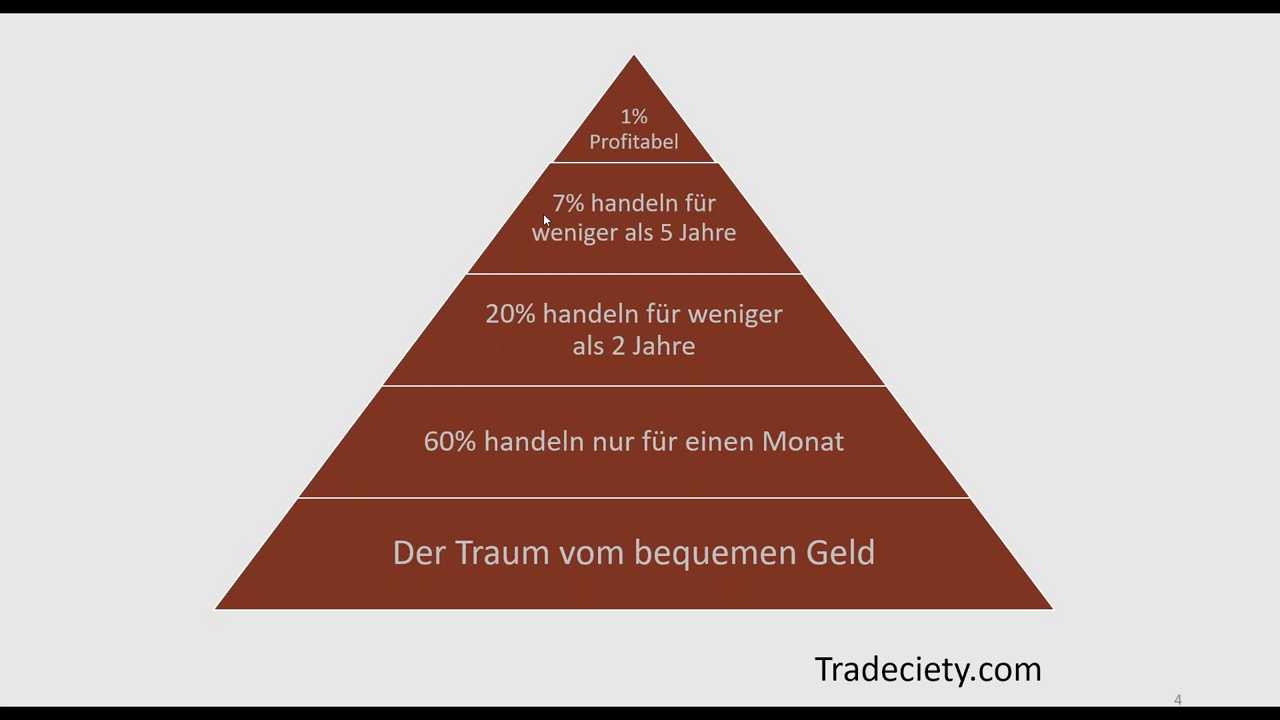 1%
Profitabel
7% handeln für
weniger als 5 Jahre
20% handeln für weniger
als 2 Jahre
60% handeln nur für einen Monat
Der Traum vom bequemen Geld
Tradeciety.com
4